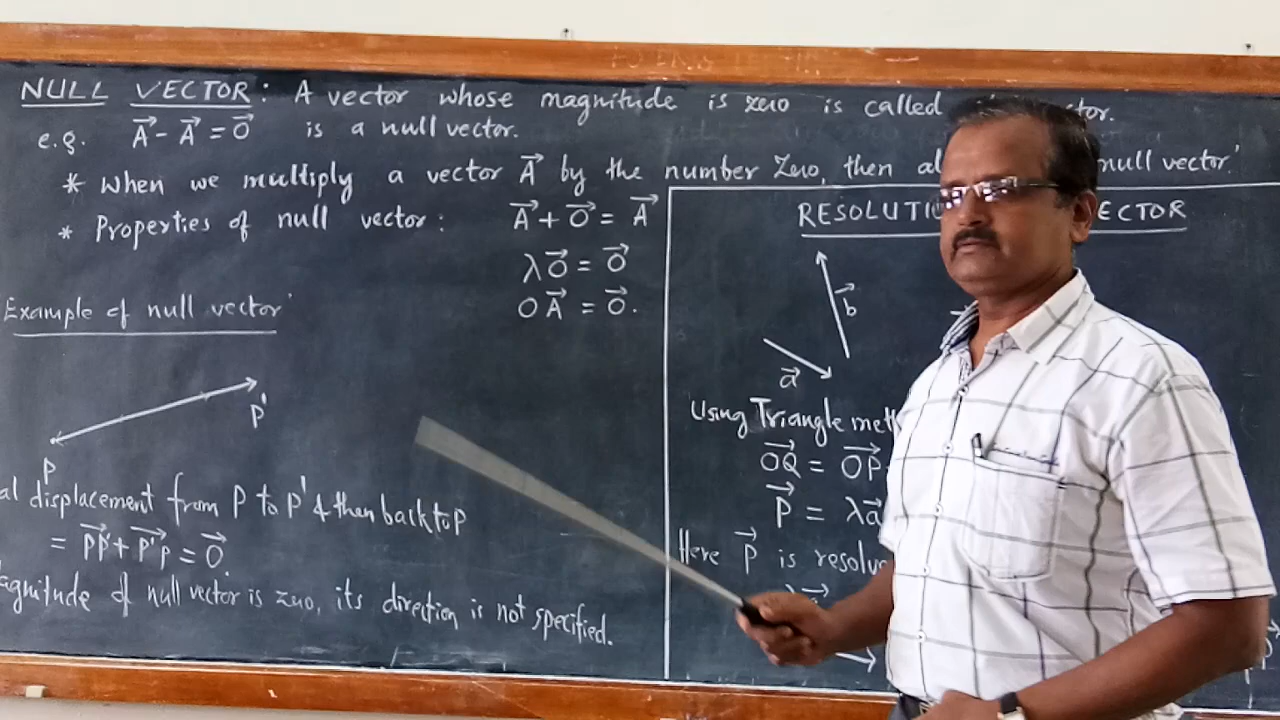 NULL VECTOR: A vector whose magnitude is zero is called
e.g. A⃗ - A⃗ = O⃗ is a null vector.
* When we multiply a vector A⃗ by the number zero, then null vector.
* Properties of null vector: A⃗ + O⃗ = A⃗
λO⃗ = O⃗
OA⃗ = O⃗.
Example of null vector
P P'
al displacement from P to P' & then back to P
= PP'⃗ + P'P⃗ = O⃗.
agnitude of null vector is zero, its direction is not specified.
RESOLUTI ECTOR
b⃗
a⃗
Using Triangle met
OQ⃗ = OP⃗
P⃗ = λa⃗
Here P⃗ is resolve